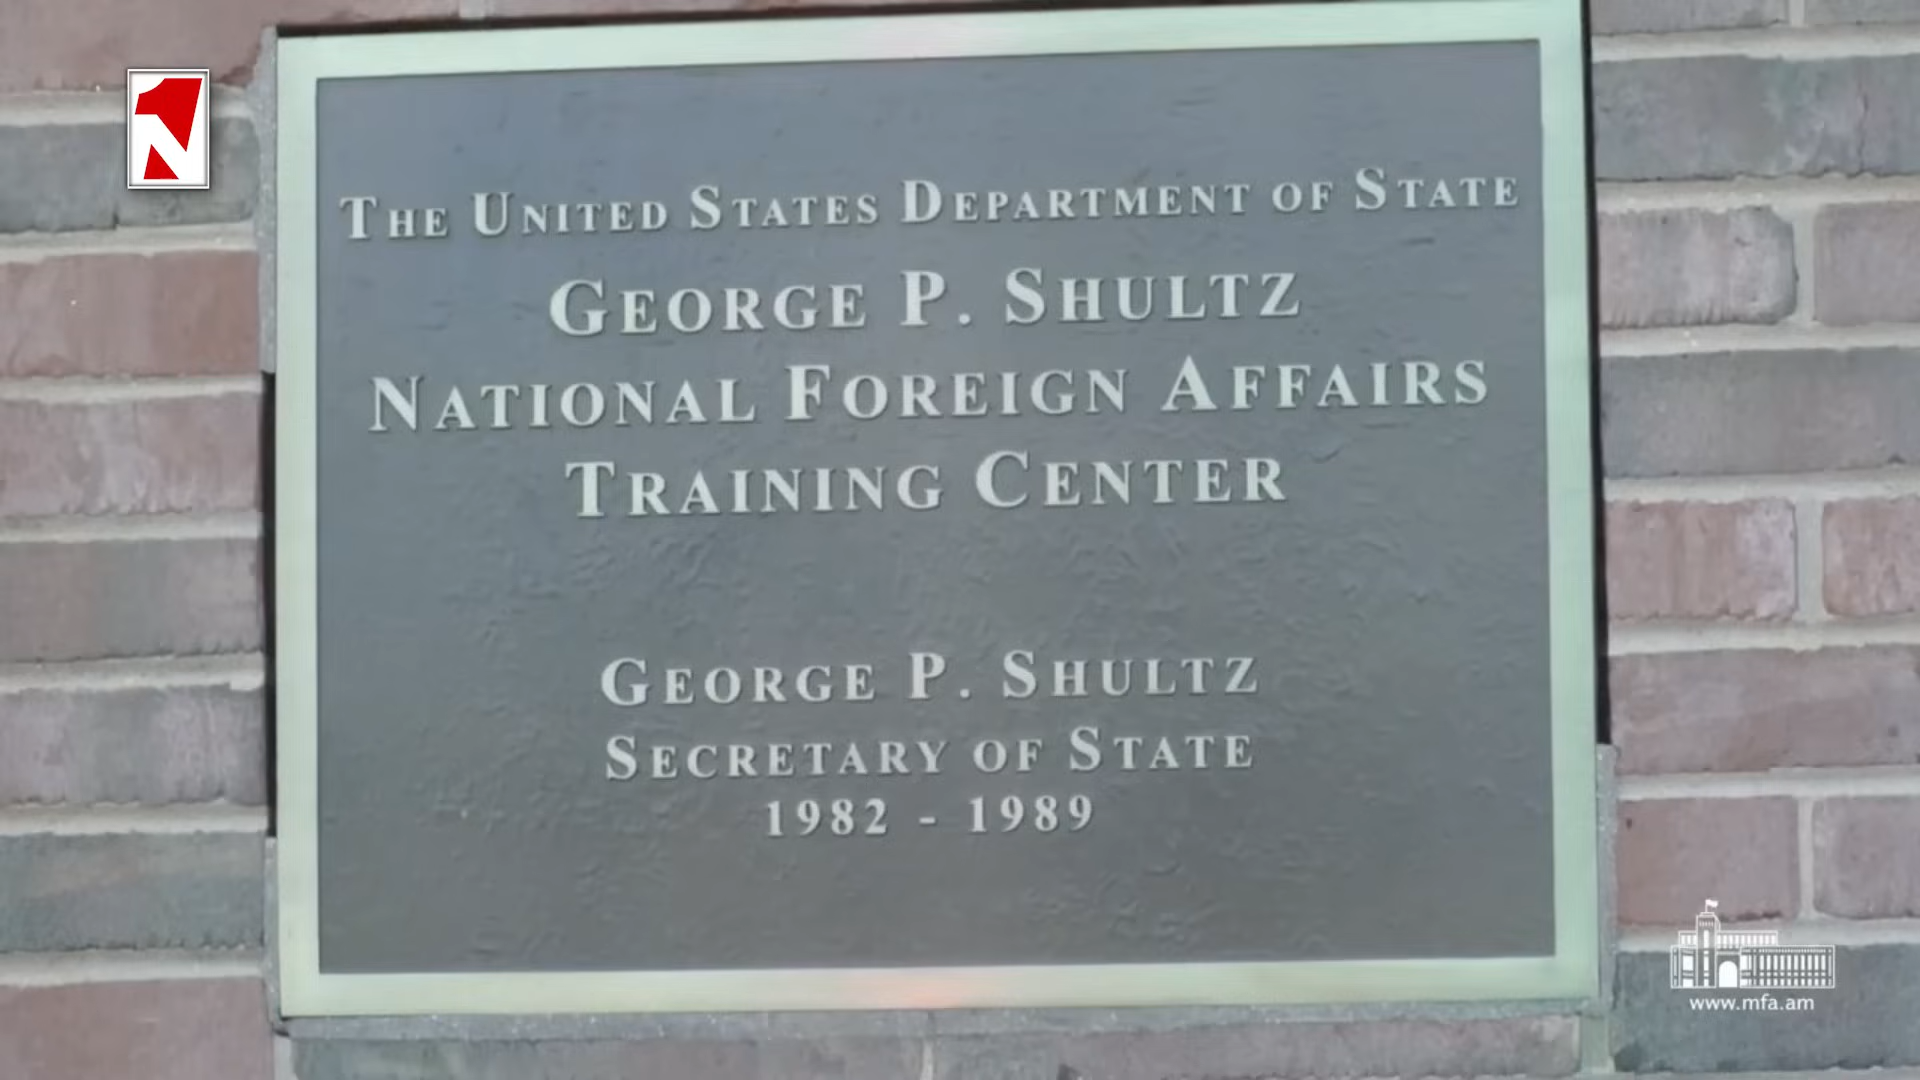 1N
THE UNITED STATES DEPARTMENT OF STATE
GEORGE P. SHULTZ
NATIONAL FOREIGN AFFAIRS
TRAINING CENTER
GEORGE P. SHULTZ
SECRETARY OF STATE
1982 - 1989
www.mfa.am